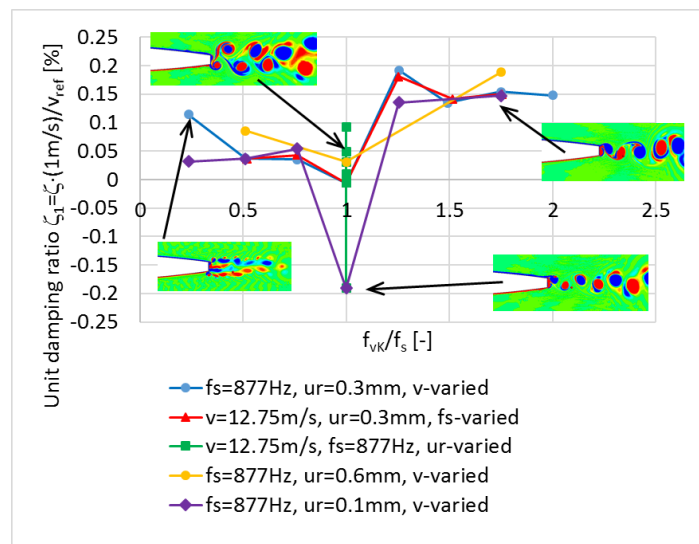 0.25
0.2
0.15
0.1
0.05
0
-0.05
-0.1
-0.15
-0.2
-0.25
0
0.5
1
1.5
2
2.5
Unit damping ratio ζ₁=ζ·(1m/s)/v_ref [%]
f_vK/f_s [-]
fs=877Hz, ur=0.3mm, v-varied
v=12.75m/s, ur=0.3mm, fs-varied
v=12.75m/s, fs=877Hz, ur-varied
fs=877Hz, ur=0.6mm, v-varied
fs=877Hz, ur=0.1mm, v-varied